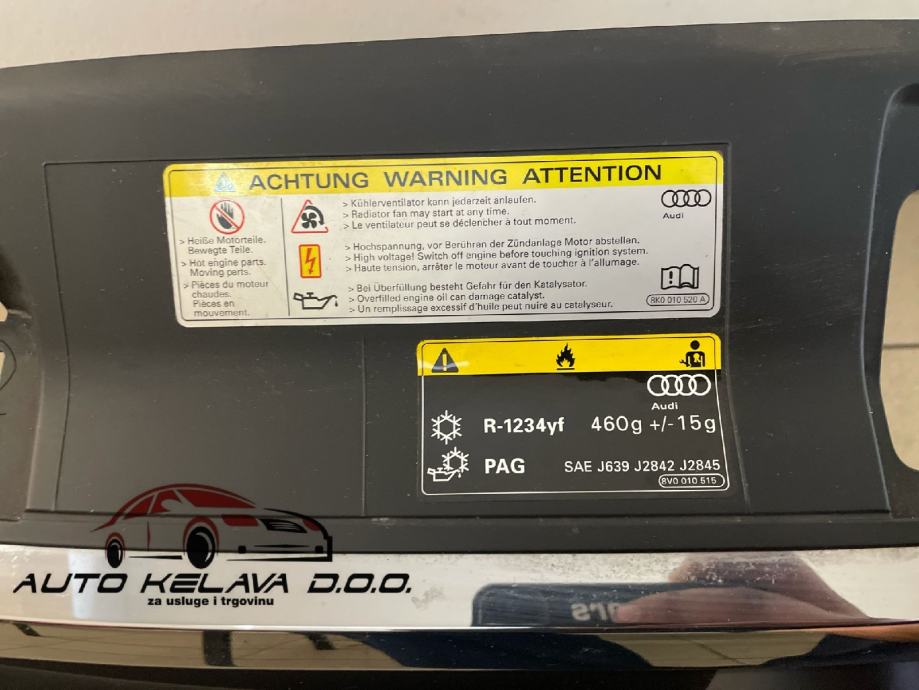 ACHTUNG WARNING ATTENTION
> Heiße Motorteile.
Bewegte Teile.
> Hot engine parts.
Moving parts.
> Pièces du moteur
chaudes.
Pièces en
mouvement.
> Kühlerventilator kann jederzeit anlaufen.
> Radiator fan may start at any time.
> Le ventilateur peut se déclencher à tout moment.
> Hochspannung, vor Berühran der Zündanlage Motor abstellen.
> High voltage! Switch off engine before touching ignition system.
> Haute tension, arrêter le moteur avant de toucher à l'allumage.
> Bei Überfüllung besteht Gefahr für den Katalysator.
> Overfilled engine oil can damage catalyst.
> Un remplissage excessif d'huile peut nuire au catalyseur.
Audi
8K0 010 520 A
Audi
R-1234yf 460g +/- 15g
PAG SAE J639 J2842 J2845
8V0 010 515
AUTO KELAVA D.O.O.
za usluge i trgovinu